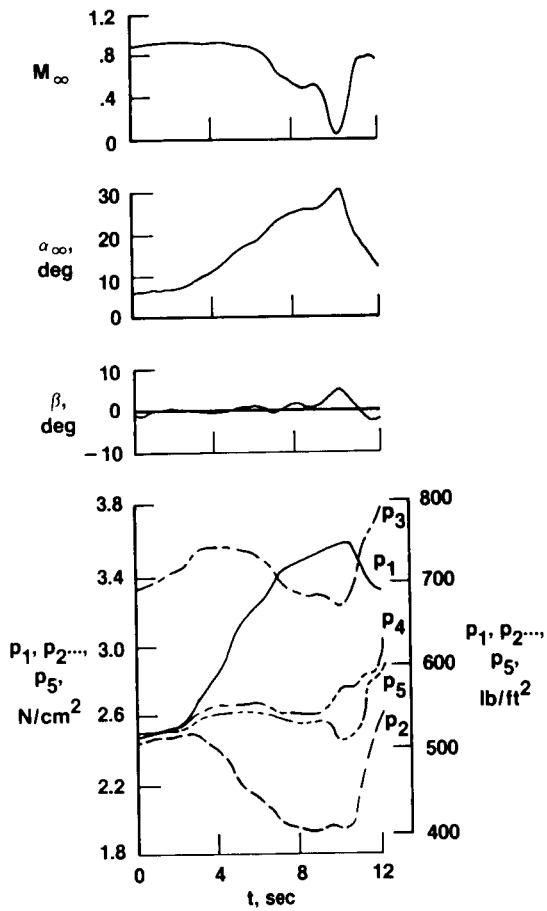 1.2
.8
.4
0
M∞
30
20
10
0
α∞,
deg
10
0
-10
β,
deg
3.8
3.4
3.0
2.6
2.2
1.8
p1, p2...,
p5,
N/cm2
800
700
600
500
400
p1, p2...,
p5,
lb/ft2
p3
p1
p4
p5
p2
0
4
8
12
t, sec